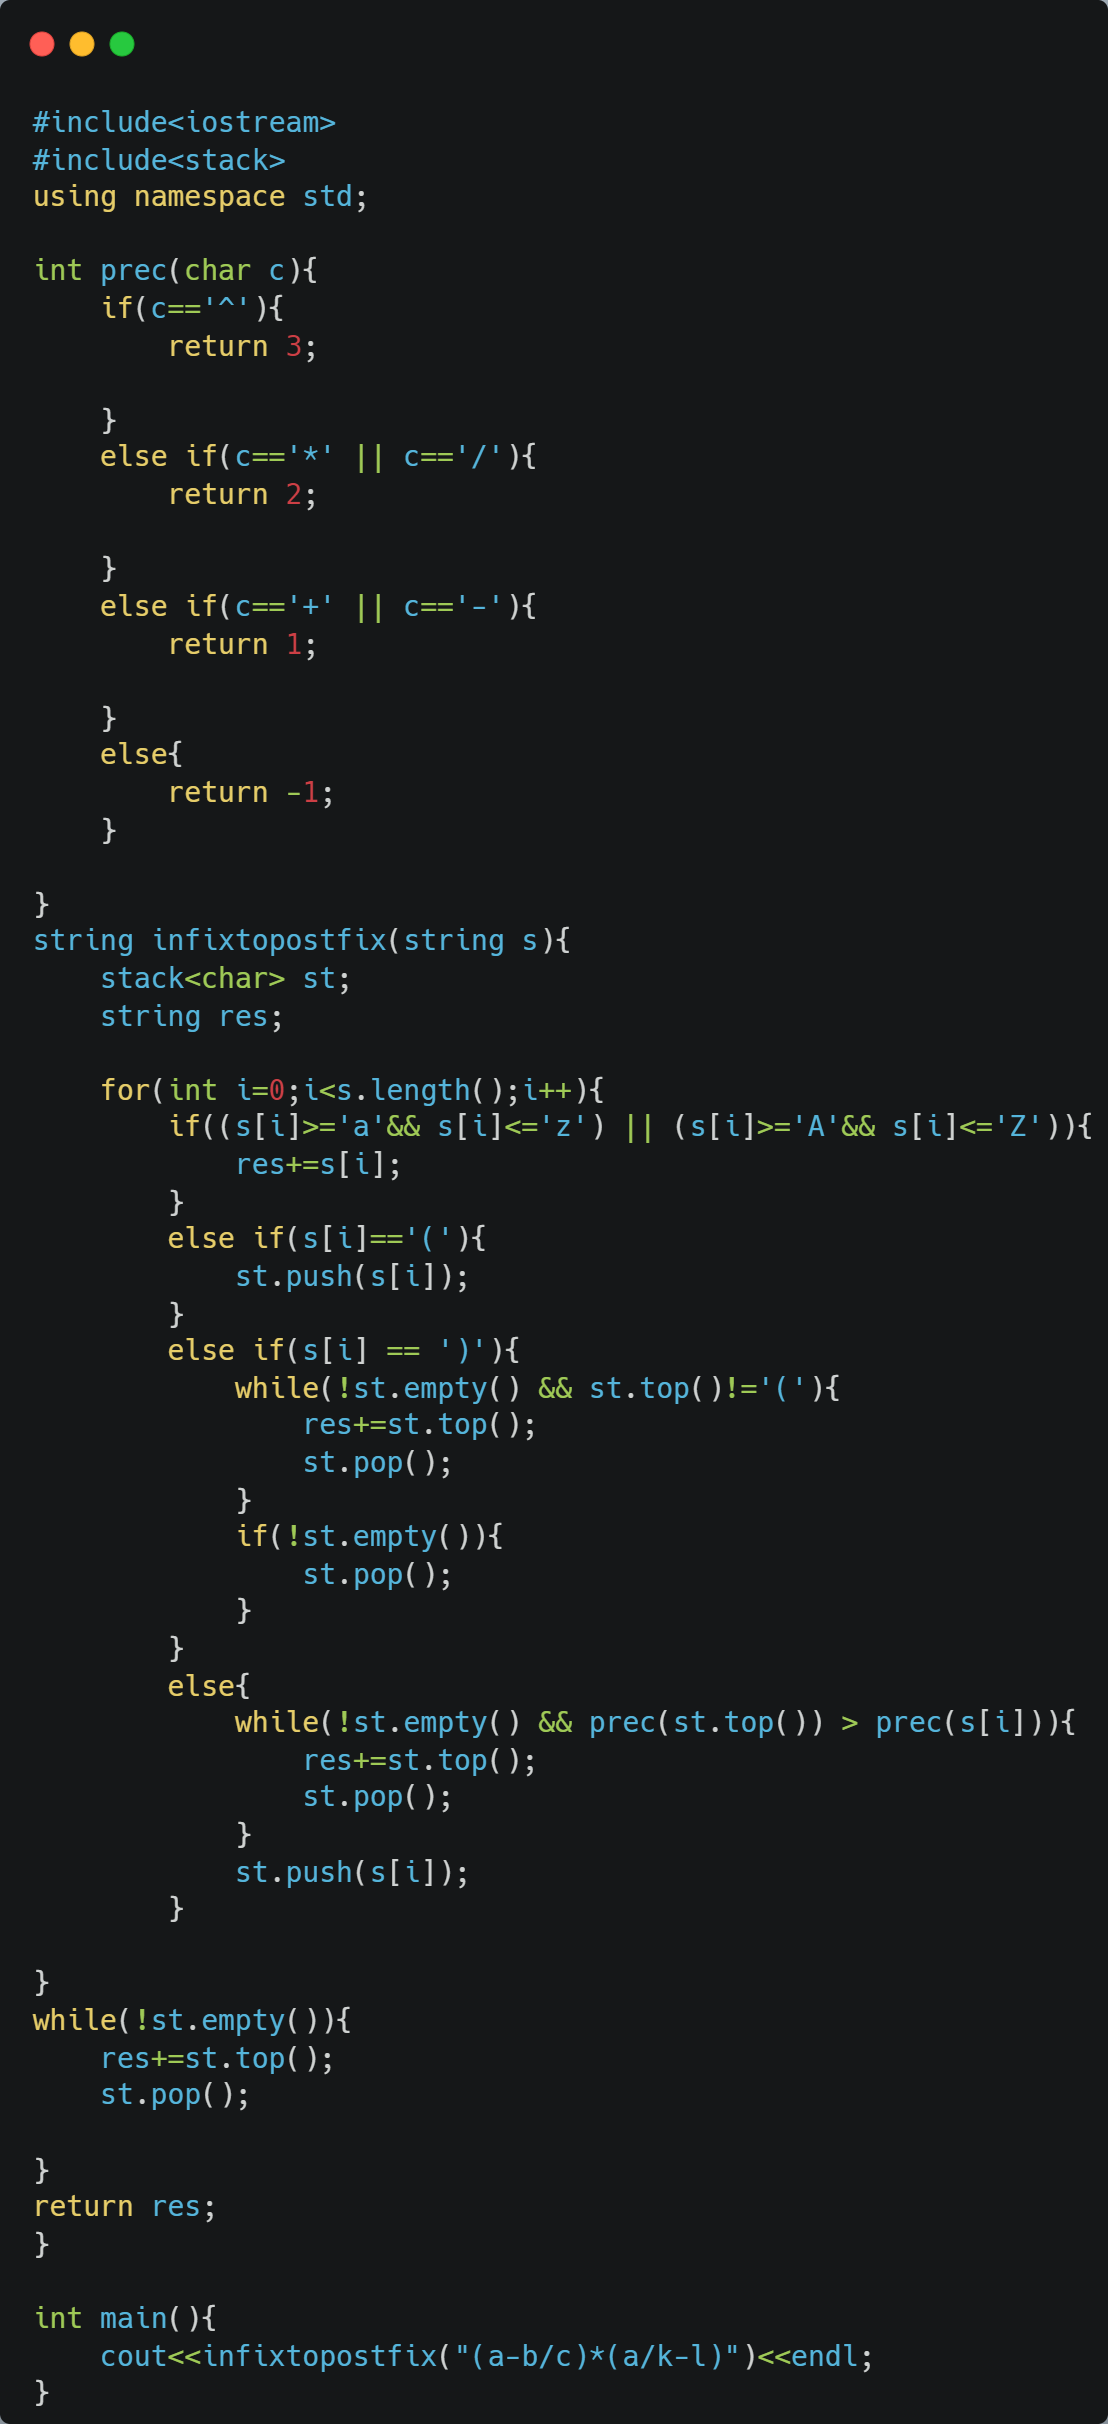 #include<iostream>
#include<stack>
using namespace std;

int prec(char c){
    if(c=='^'){
        return 3;

    }
    else if(c=='*' || c=='/'){
        return 2;

    }
    else if(c=='+' || c=='-'){
        return 1;

    }
    else{
        return -1;
    }

}
string infixtopostfix(string s){
    stack<char> st;
    string res;

    for(int i=0;i<s.length();i++){
        if((s[i]>='a'&& s[i]<='z') || (s[i]>='A'&& s[i]<='Z')){
            res+=s[i];
        }
        else if(s[i]=='('){
            st.push(s[i]);
        }
        else if(s[i] == ')'){
            while(!st.empty() && st.top()!='('){
                res+=st.top();
                st.pop();
            }
            if(!st.empty()){
                st.pop();
            }
        }
        else{
            while(!st.empty() && prec(st.top()) > prec(s[i])){
                res+=st.top();
                st.pop();
            }
            st.push(s[i]);
        }

}
while(!st.empty()){
    res+=st.top();
    st.pop();

}
return res;
}

int main(){
    cout<<infixtopostfix("(a-b/c)*(a/k-l)")<<endl;
}